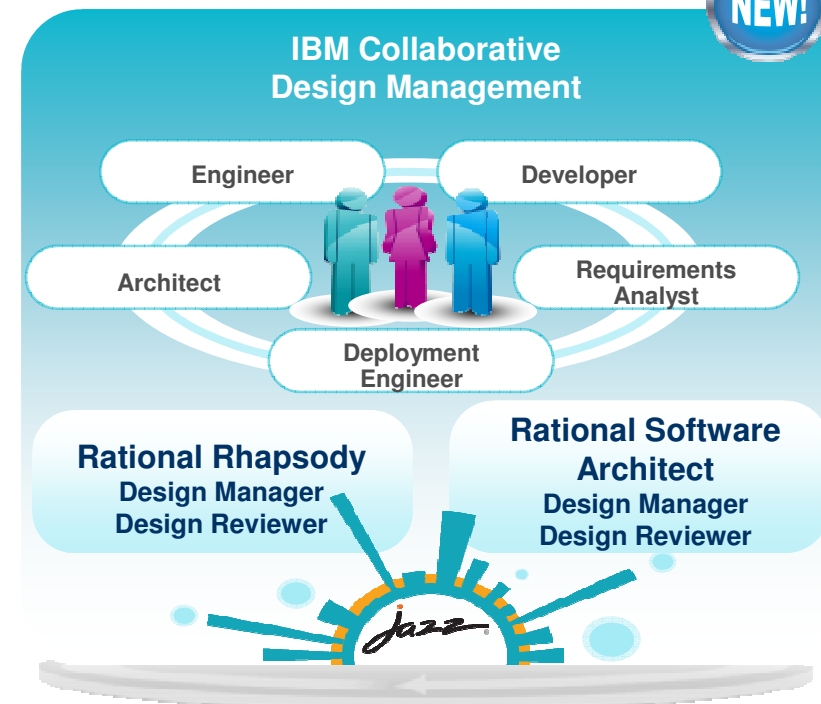 NEW!
IBM Collaborative
Design Management
Engineer
Developer
Architect
Requirements
Analyst
Deployment
Engineer
Rational Rhapsody
Design Manager
Design Reviewer
Rational Software
Architect
Design Manager
Design Reviewer
jazz